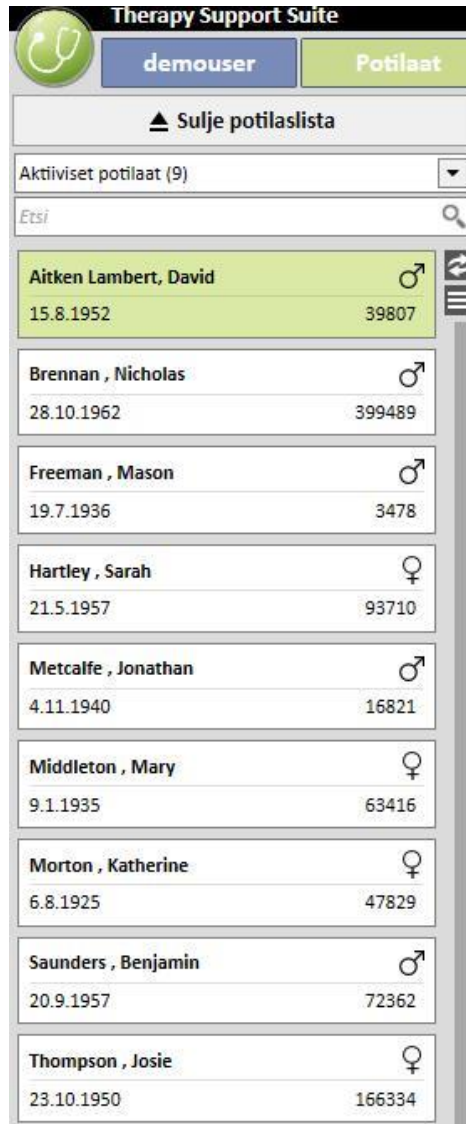 Therapy Support Suite
demouser Potilaat
Sulje potilaslista
Aktiiviset potilaat (9)
Etsi
Aitken Lambert, David
15.8.1952 39807
Brennan , Nicholas
28.10.1962 399489
Freeman , Mason
19.7.1936 3478
Hartley , Sarah
21.5.1957 93710
Metcalfe , Jonathan
4.11.1940 16821
Middleton , Mary
9.1.1935 63416
Morton , Katherine
6.8.1925 47829
Saunders , Benjamin
20.9.1957 72362
Thompson , Josie
23.10.1950 166334